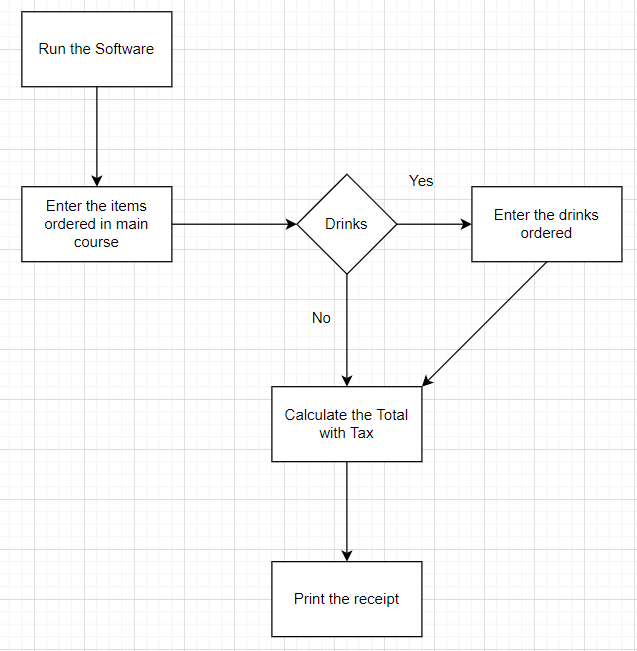 Run the Software
Enter the items
ordered in main
course
Drinks
Yes
Enter the drinks
ordered
No
Calculate the Total
with Tax
Print the receipt